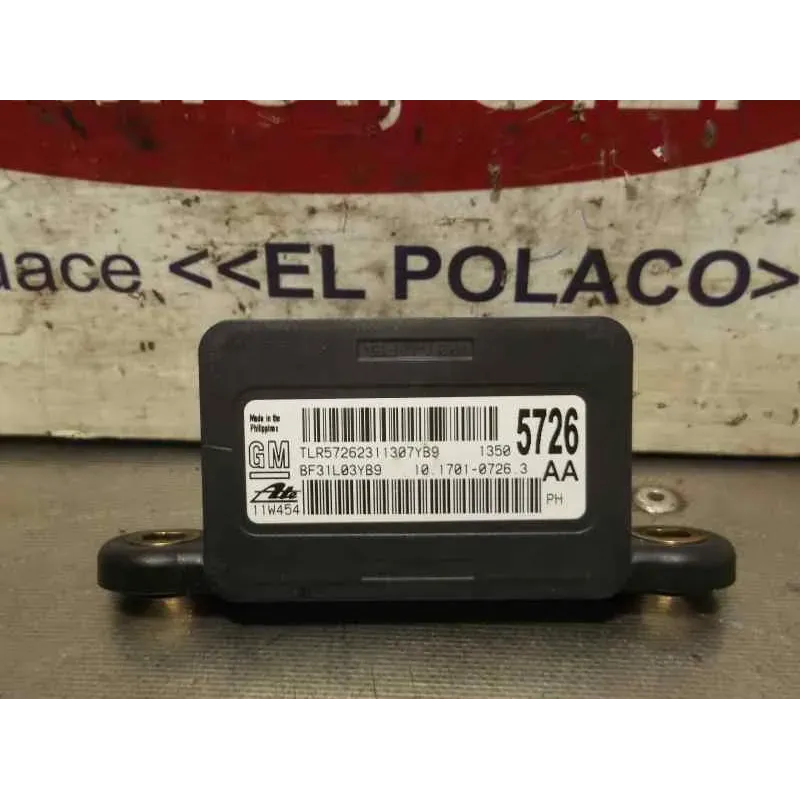 uace <<EL POLACO>
Made in the
Philippines
GM
TLR57262311307YB9 1350
5726
BF31L03YB9 10.1701-0726.3
AA
Ate
11W454
PH